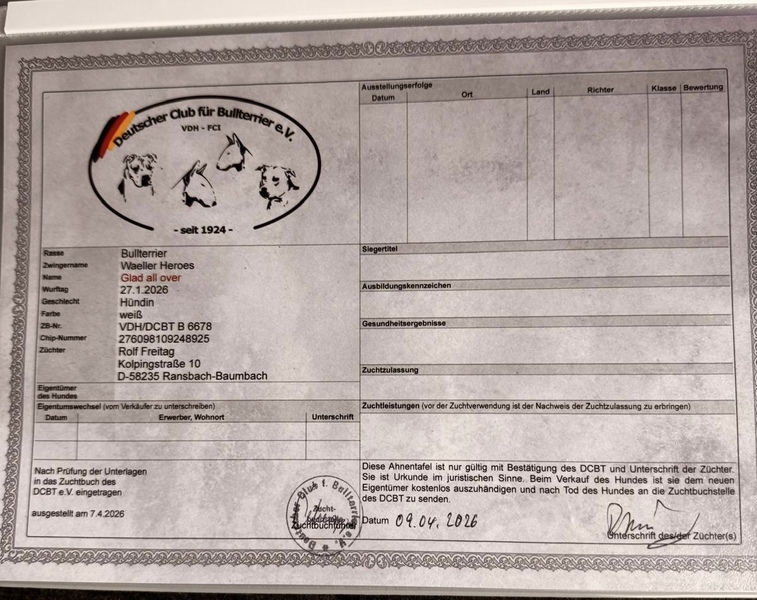 Deutscher Club für Bullterrier e.V.
VDH - FCI
- seit 1924 -
Rasse Bullterrier
Zwingername Waeller Heroes
Name Glad all over
Wurftag 27.1.2026
Geschlecht Hündin
Farbe weiß
ZB-Nr. VDH/DCBT B 6678
Chip-Nummer 276098109248925
Züchter Rolf Freitag
Kolpingstraße 10
D-58235 Ransbach-Baumbach
Eigentümer
des Hundes
Eigentumswechsel (vom Verkäufer zu unterschreiben)
Datum Erwerber, Wohnort Unterschrift
Nach Prüfung der Unterlagen
in das Zuchtbuch des
DCBT e.V. eingetragen
ausgestellt am 7.4.2026
Deutscher Club f. Bullterrier e.V.
Zucht-
Zuchtbuchführer
Ausstellungserfolge
Datum Ort Land Richter Klasse Bewertung
Siegertitel
Ausbildungskennzeichen
Gesundheitsergebnisse
Zuchtzulassung
Zuchtleistungen (vor der Zuchtverwendung ist der Nachweis der Zuchtzulassung zu erbringen)
Diese Ahnentafel ist nur gültig mit Bestätigung des DCBT und Unterschrift der Züchter.
Sie ist Urkunde im juristischen Sinne. Beim Verkauf des Hundes ist sie dem neuen
Eigentümer kostenlos auszuhändigen und nach Tod des Hundes an die Zuchtbuchstelle
des DCBT zu senden.
Datum 09.04.2026
Unterschrift des/der Züchter(s)